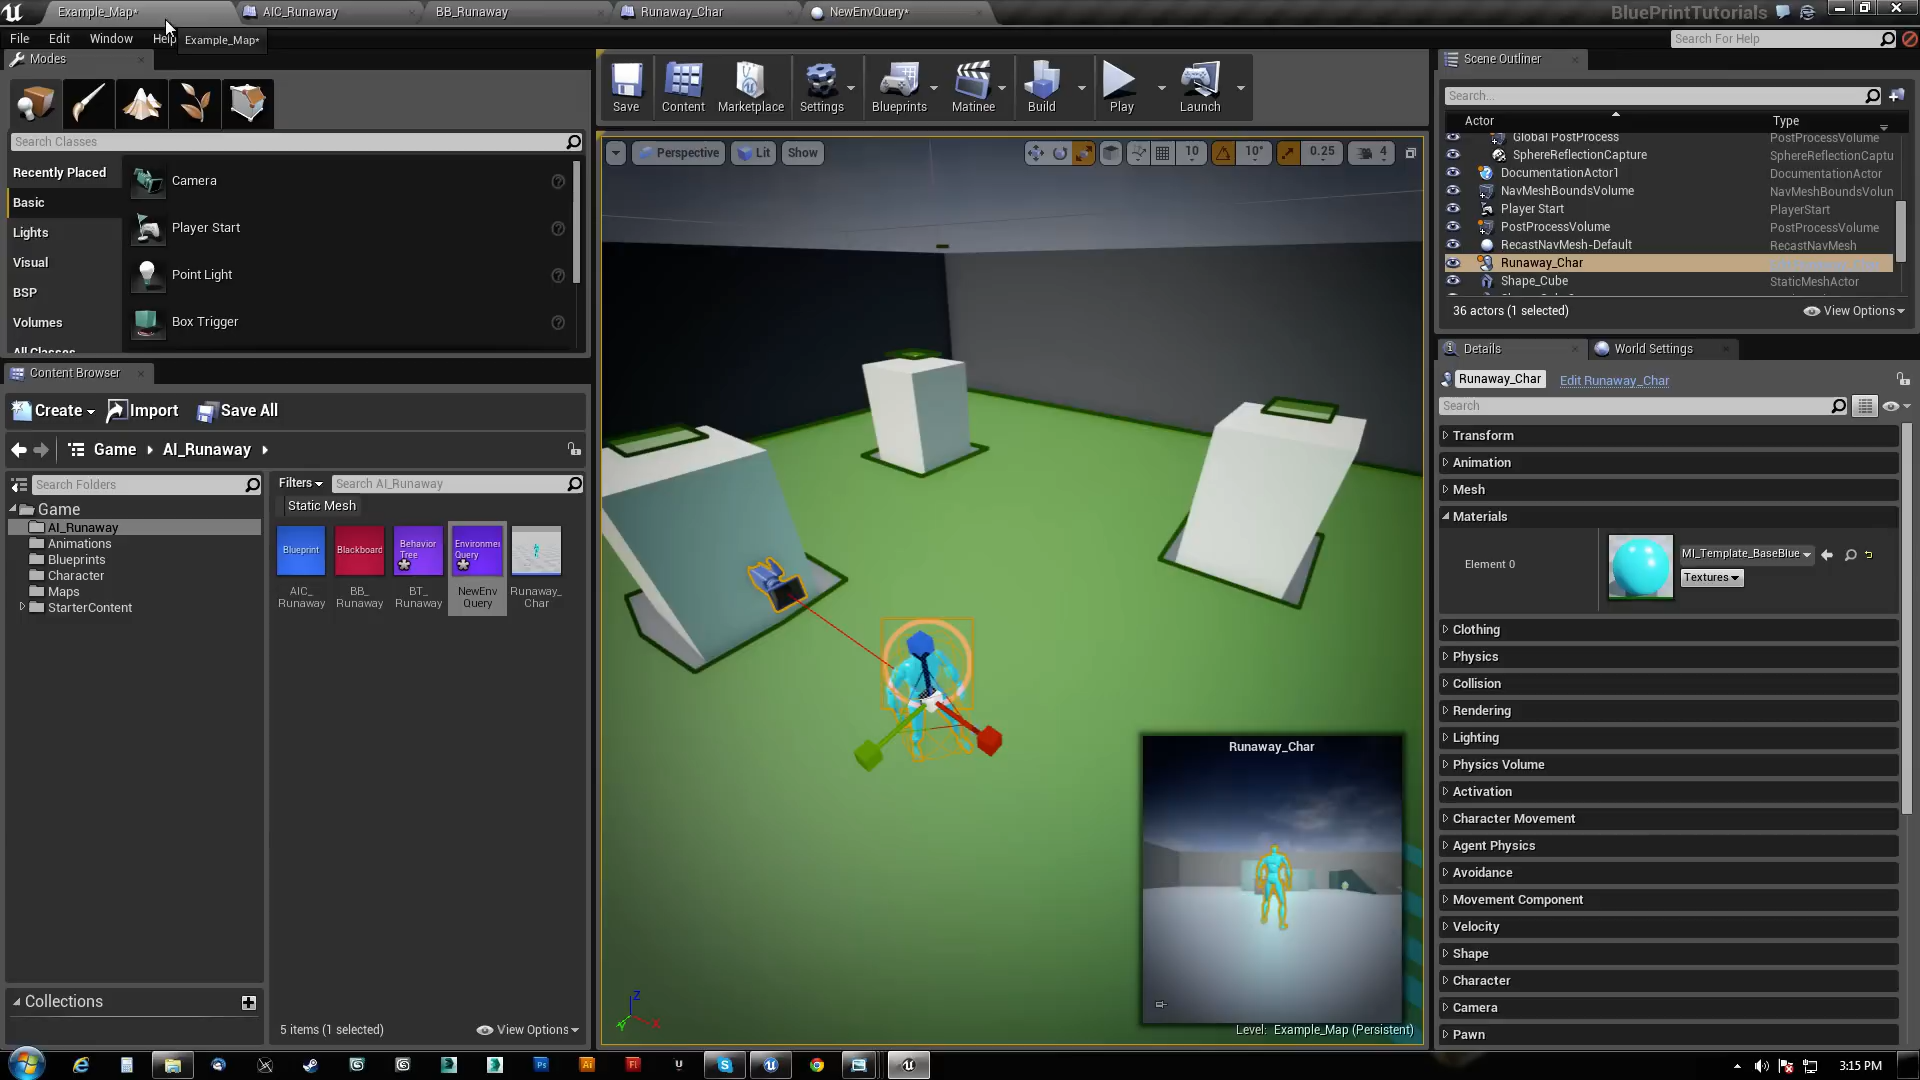 Example_Map*
AIC_Runaway
BB_Runaway
Runaway_Char
NewEnvQuery*
BluePrintTutorials
File
Edit
Window
Help
Example_Map*
Search For Help
Modes
Search Classes
Recently Placed
Basic
Lights
Visual
BSP
Volumes
All Classes
Camera
Player Start
Point Light
Box Trigger
Save
Content
Marketplace
Settings
Blueprints
Matinee
Build
Play
Launch
Perspective
Lit
Show
10
10°
0.25
4
Runaway_Char
Level: Example_Map (Persistent)
Z
X
Y
Content Browser
Create
Import
Save All
Game
AI_Runaway
Search Folders
Game
AI_Runaway
Animations
Blueprints
Character
Maps
StarterContent
Collections
Filters
Search AI_Runaway
Static Mesh
Blueprint
AIC_
Runaway
Blackboard
BB_
Runaway
Behavior
Tree
BT_
Runaway
Environme
Query
NewEnv
Query
Runaway_
Char
5 items (1 selected)
View Options
Scene Outliner
Search...
Actor
Type
Global PostProcess
PostProcessVolume
SphereReflectionCapture
SphereReflectionCaptu
DocumentationActor1
DocumentationActor
NavMeshBoundsVolume
NavMeshBoundsVolun
Player Start
PlayerStart
PostProcessVolume
PostProcessVolume
RecastNavMesh-Default
RecastNavMesh
Runaway_Char
Shape_Cube
StaticMeshActor
36 actors (1 selected)
View Options
Details
World Settings
Runaway_Char
Edit Runaway_Char
Search
Transform
Animation
Mesh
Materials
Element 0
MI_Template_BaseBlue
Textures
Clothing
Physics
Collision
Rendering
Lighting
Physics Volume
Activation
Character Movement
Agent Physics
Avoidance
Movement Component
Velocity
Shape
Character
Camera
Pawn
3:15 PM